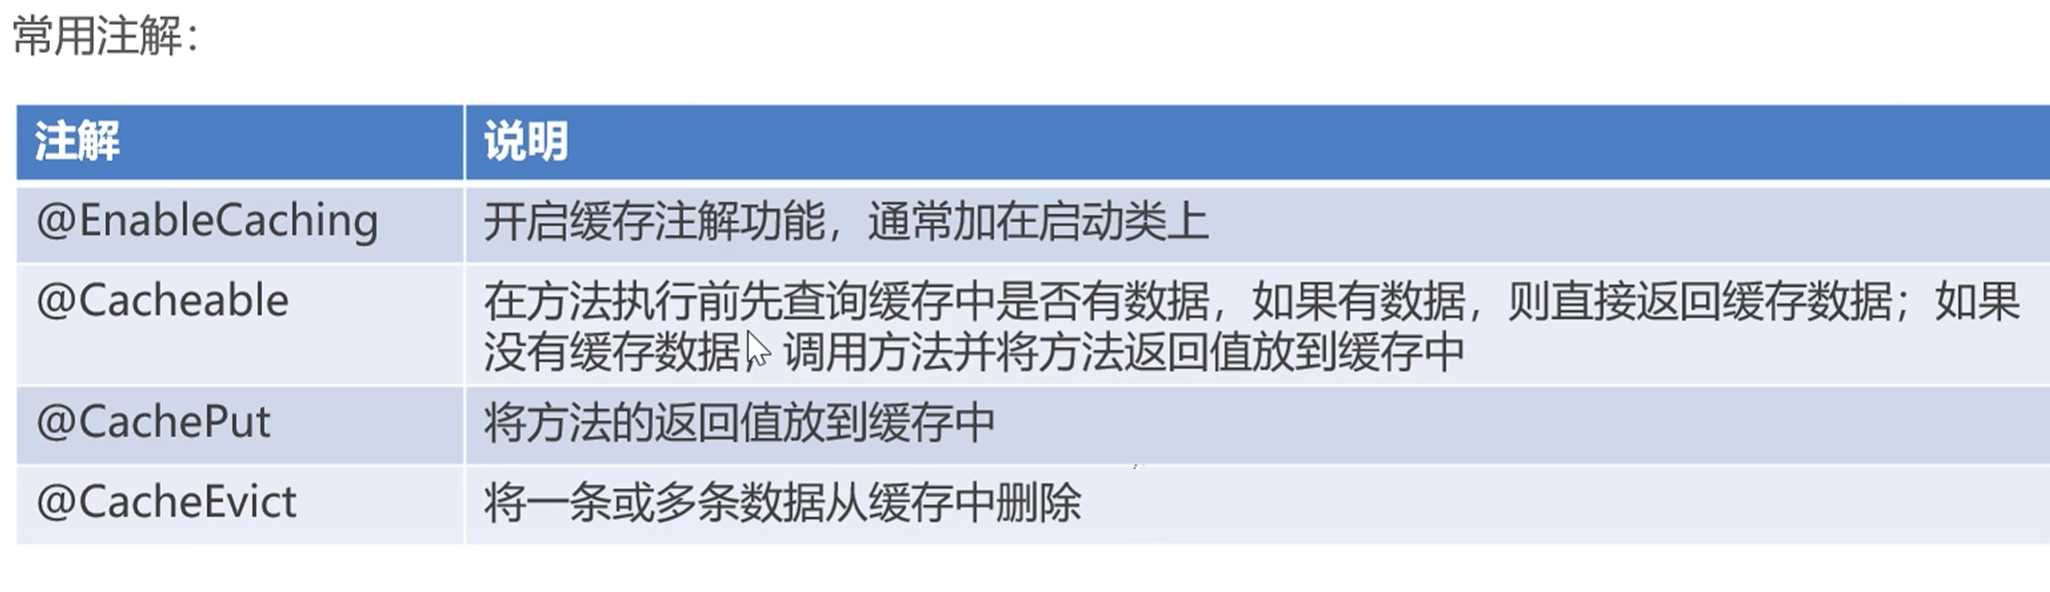 常用注解：
注解 说明
@EnableCaching 开启缓存注解功能，通常加在启动类上
@Cacheable 在方法执行前先查询缓存中是否有数据，如果有数据，则直接返回缓存数据；如果
没有缓存数据，调用方法并将方法返回值放到缓存中
@CachePut 将方法的返回值放到缓存中
@CacheEvict 将一条或多条数据从缓存中删除